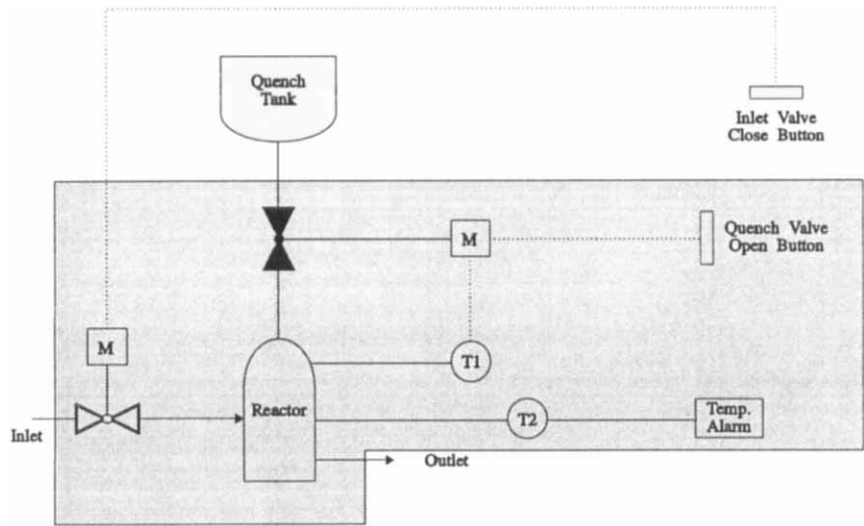 Quench
Tank
Inlet Valve
Close Button
M
Quench Valve
Open Button
M
T1
Reactor
T2
Temp.
Alarm
Inlet
Outlet